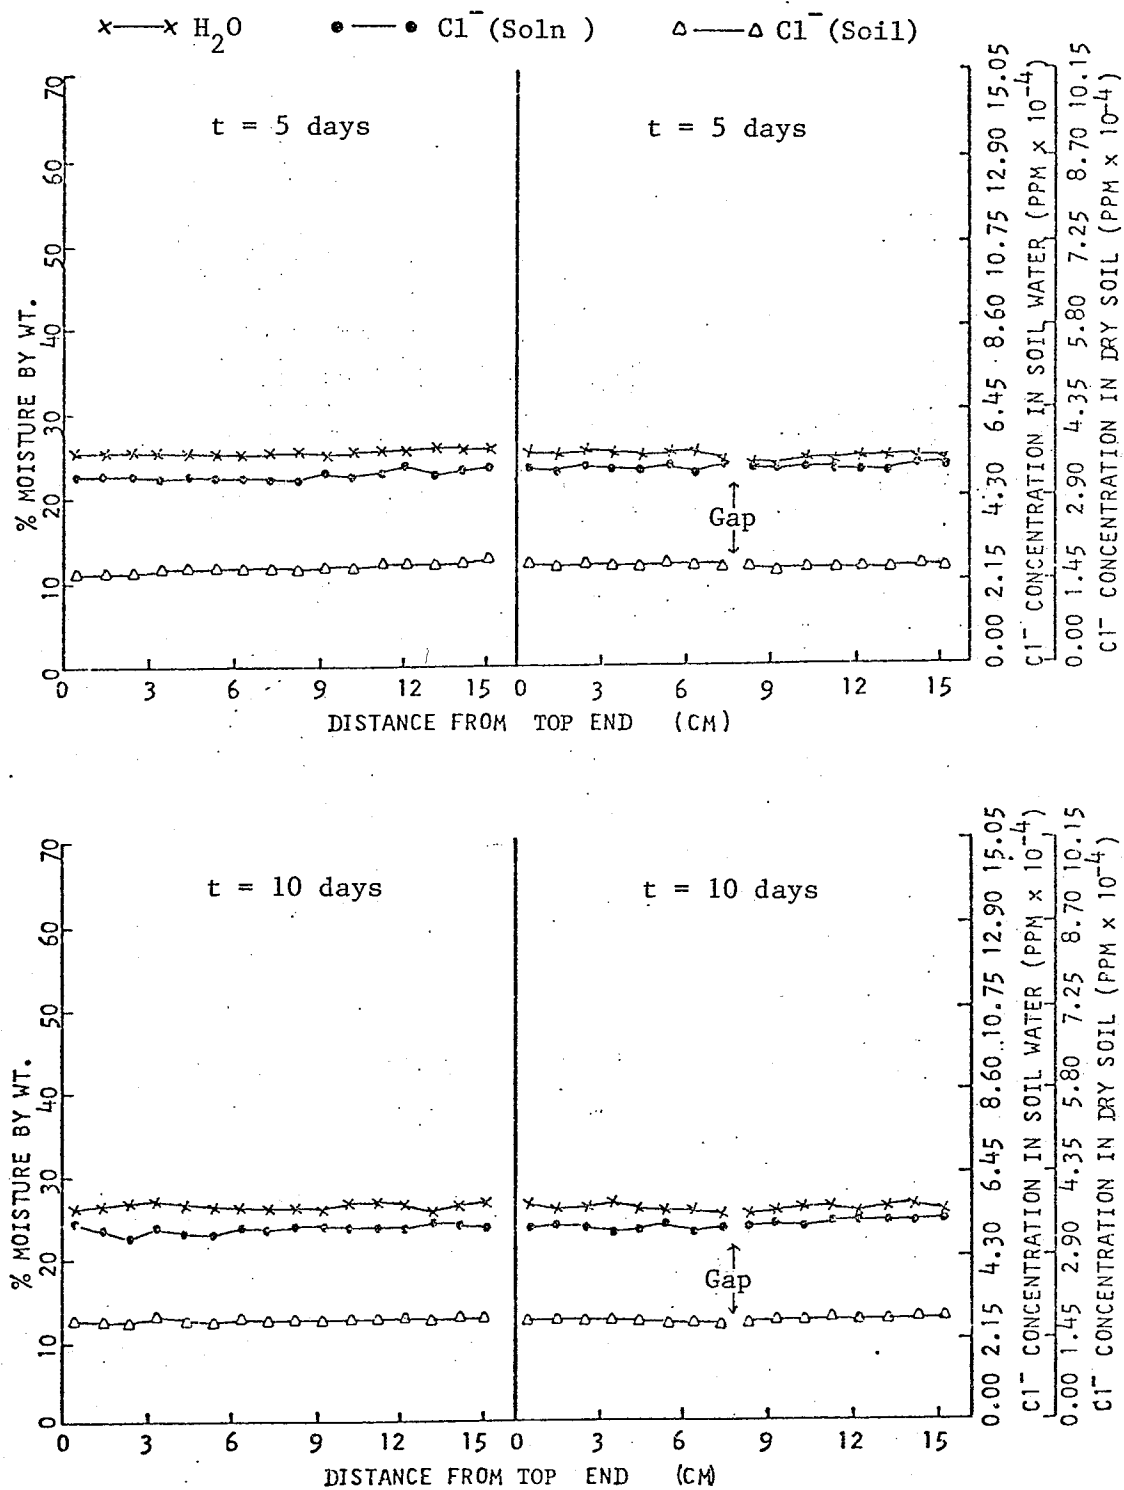 ×——× H2O ●——● Cl⁻(Soln ) △——△ Cl⁻(Soil)
t = 5 days
t = 5 days
% MOISTURE BY WT.
0 10 20 30 40 50 60 70
Gap
0.00 2.15 4.30 6.45 8.60 10.75 12.90 15.05
Cl⁻ CONCENTRATION IN SOIL WATER (PPM × 10⁻⁴)
0.00 1.45 2.90 4.35 5.80 7.25 8.70 10.15
Cl⁻ CONCENTRATION IN DRY SOIL (PPM × 10⁻⁴)
0 3 6 9 12 15 0 3 6 9 12 15
DISTANCE FROM TOP END (CM)
t = 10 days
t = 10 days
% MOISTURE BY WT.
0 10 20 30 40 50 60 70
Gap
0.00 2.15 4.30 6.45 8.60 10.75 12.90 15.05
Cl⁻ CONCENTRATION IN SOIL WATER (PPM × 10⁻⁴)
0.00 1.45 2.90 4.35 5.80 7.25 8.70 10.15
Cl⁻ CONCENTRATION IN DRY SOIL (PPM × 10⁻⁴)
0 3 6 9 12 15 0 3 6 9 12 15
DISTANCE FROM TOP END (CM)